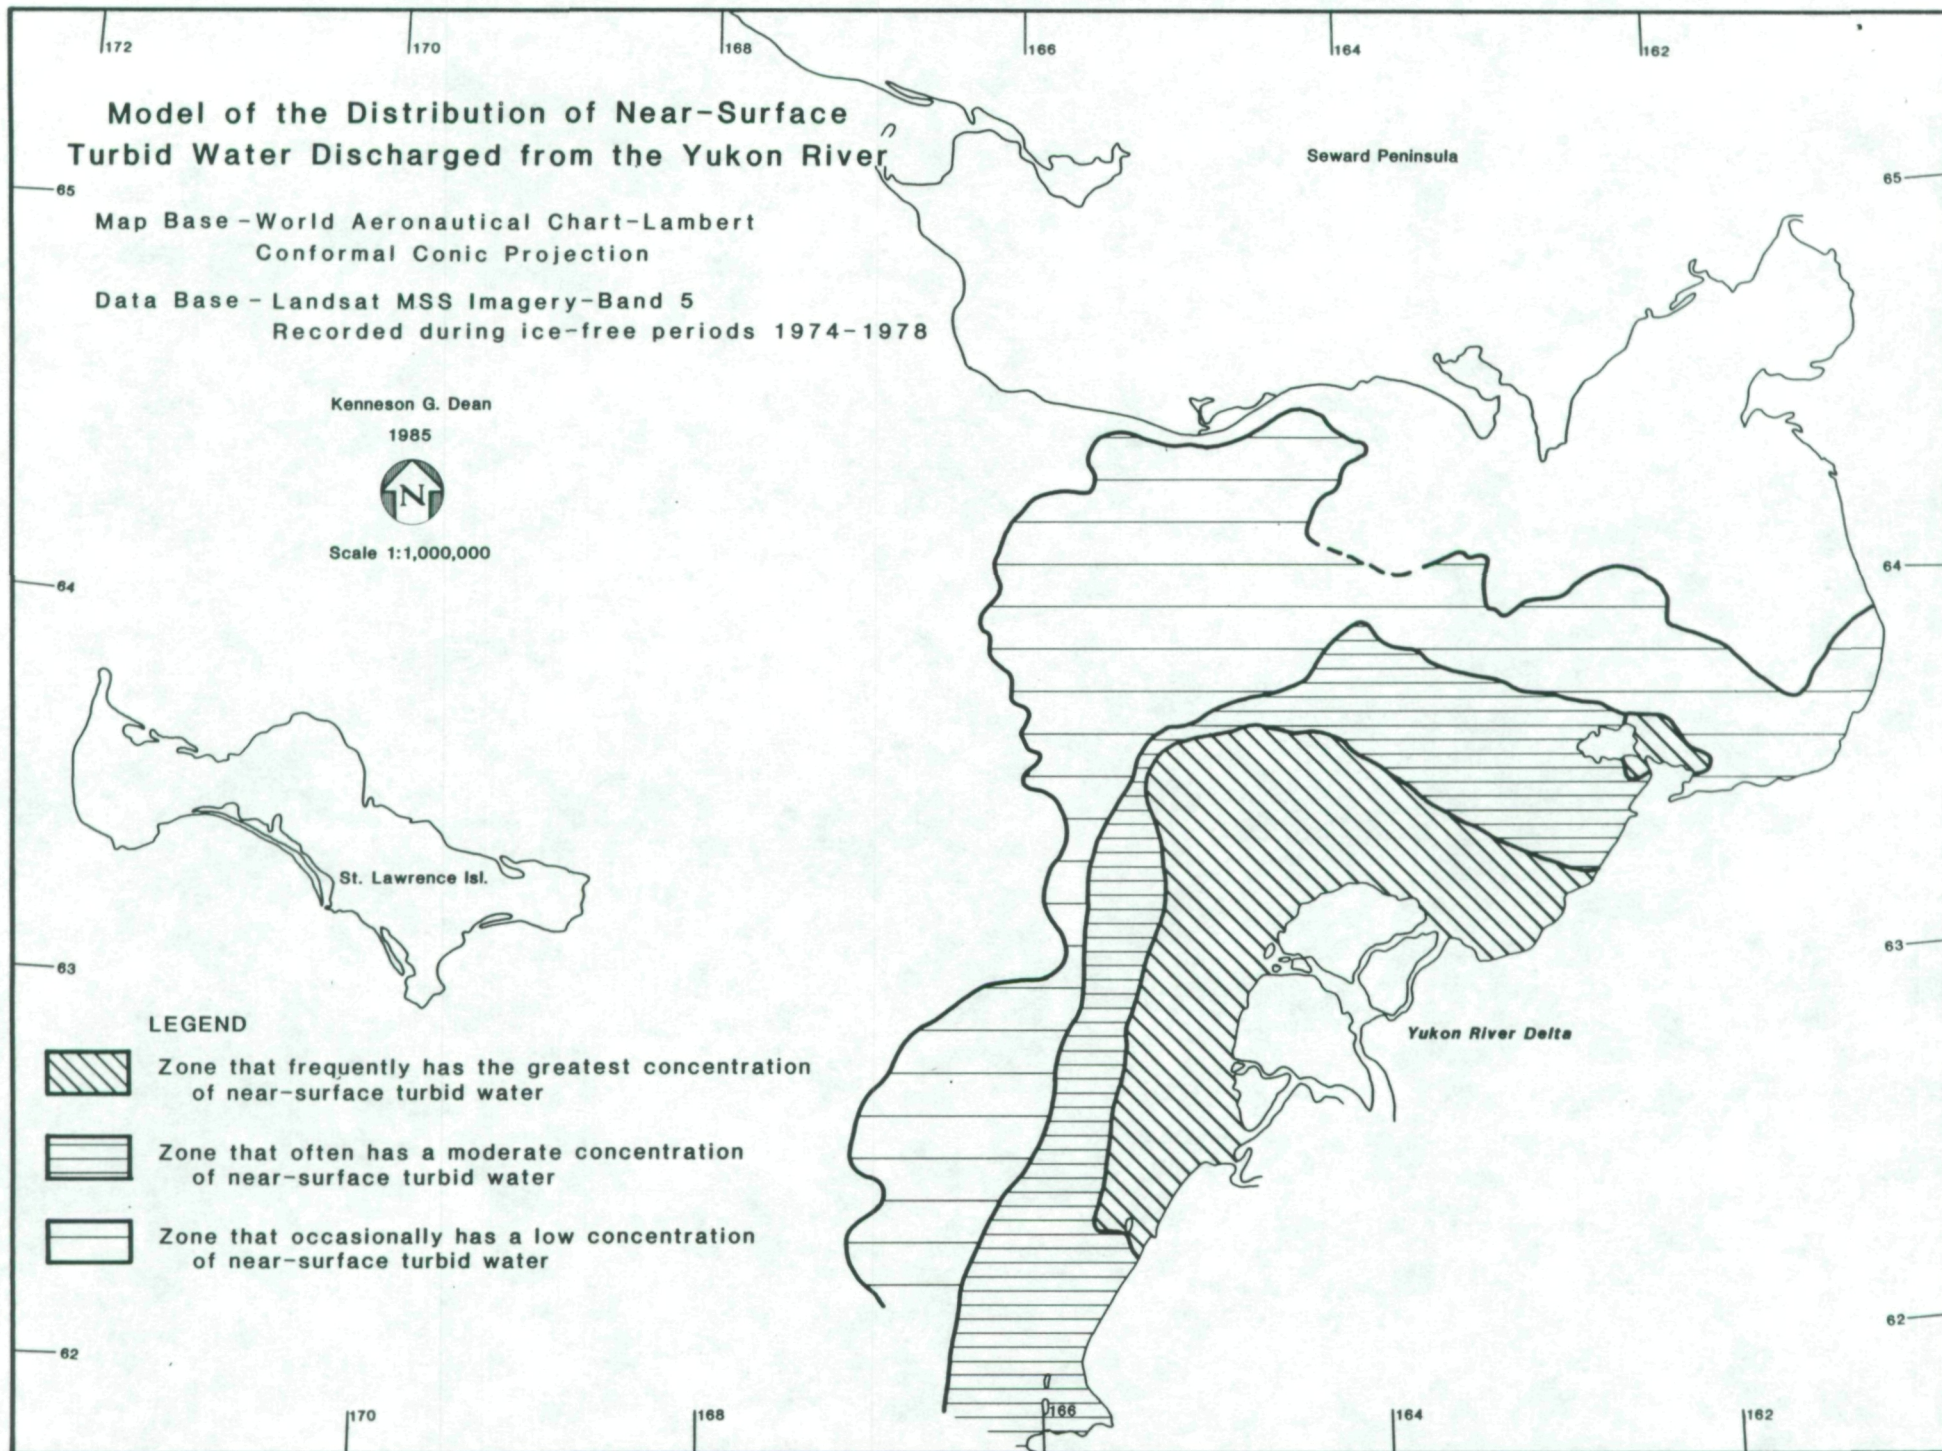 172
170
168
166
164
162
Model of the Distribution of Near-Surface
Turbid Water Discharged from the Yukon River
Seward Peninsula
65
65
Map Base - World Aeronautical Chart-Lambert
Conformal Conic Projection
Data Base - Landsat MSS Imagery-Band 5
Recorded during ice-free periods 1974-1978
Kenneson G. Dean
1985
N
Scale 1:1,000,000
64
64
St. Lawrence Isl.
63
63
LEGEND
Yukon River Delta
Zone that frequently has the greatest concentration
of near-surface turbid water
Zone that often has a moderate concentration
of near-surface turbid water
Zone that occasionally has a low concentration
of near-surface turbid water
62
62
170
168
166
164
162